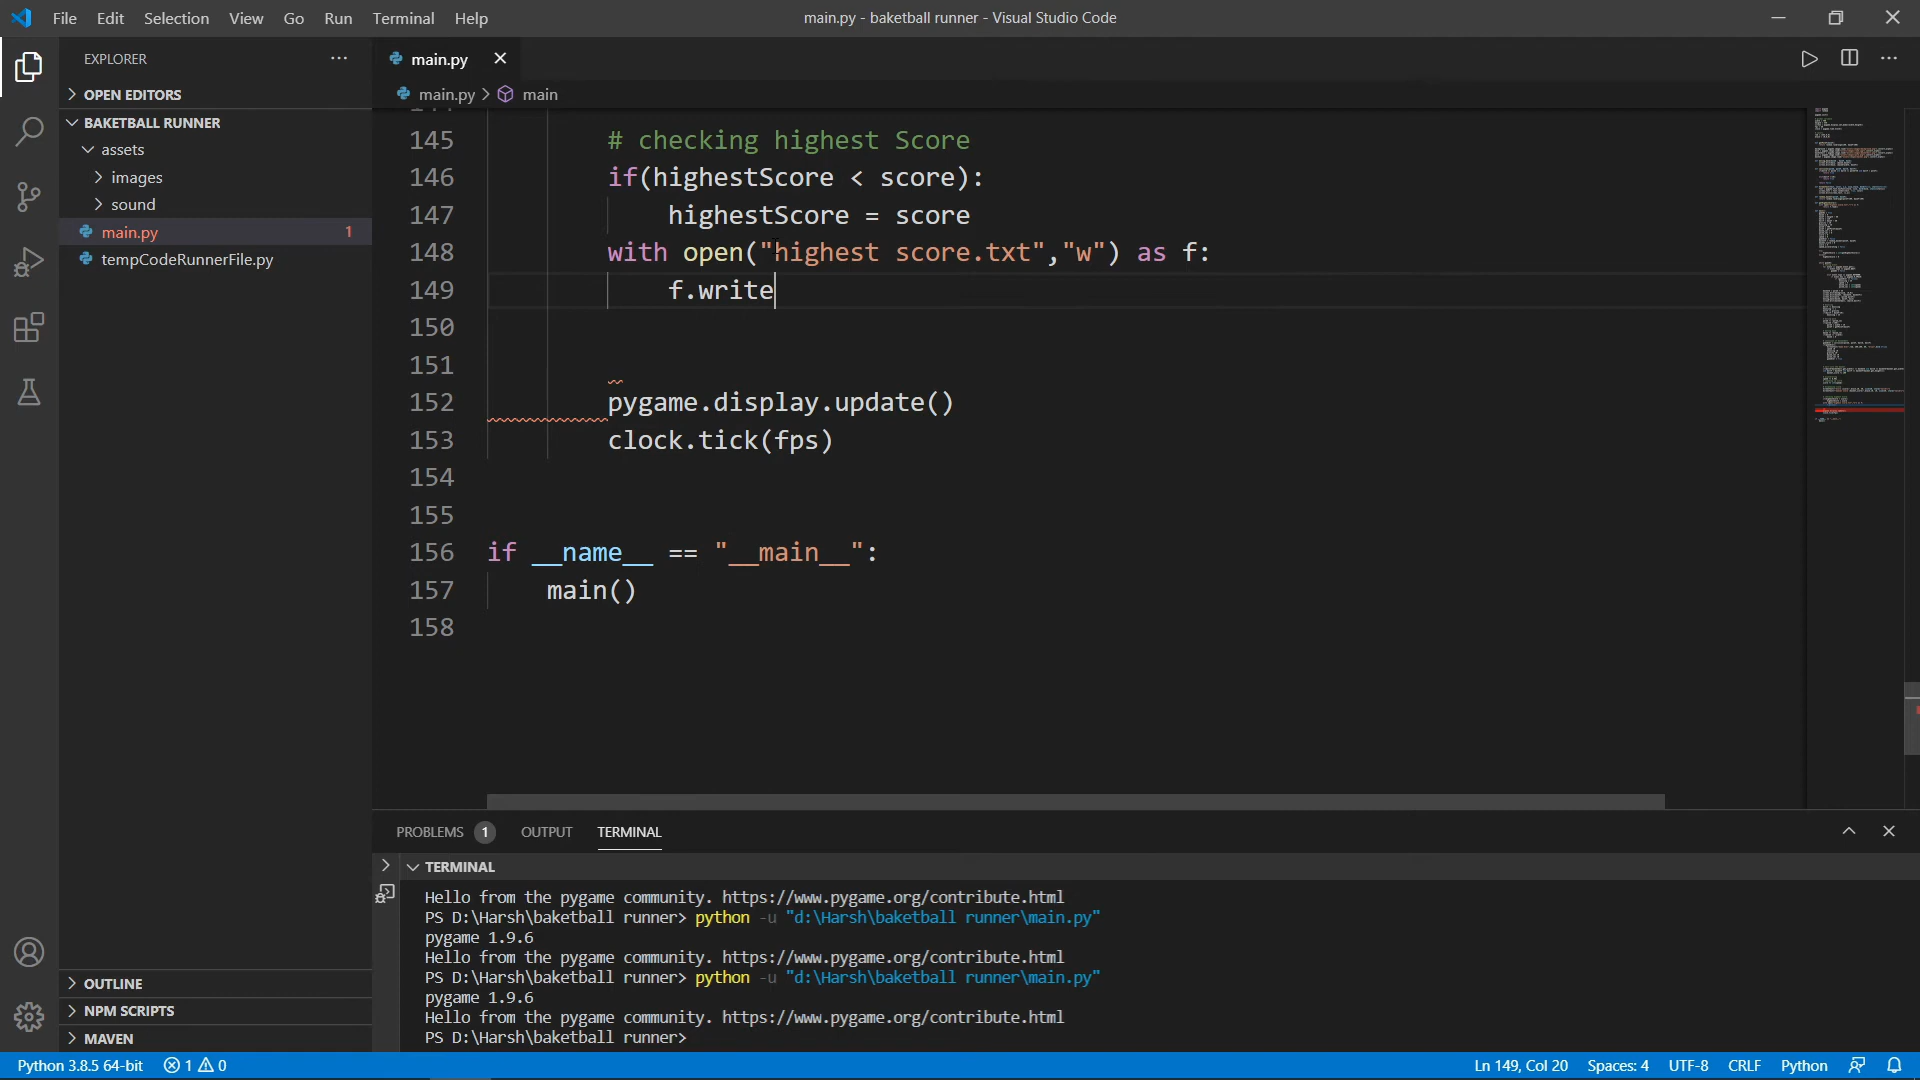 File Edit Selection View Go Run Terminal Help
main.py - baketball runner - Visual Studio Code
EXPLORER
OPEN EDITORS
BAKETBALL RUNNER
assets
images
sound
main.py 1
tempCodeRunnerFile.py
OUTLINE
NPM SCRIPTS
MAVEN
main.py
main.py > main
145 # checking highest Score
146 if(highestScore < score):
147 highestScore = score
148 with open("highest score.txt","w") as f:
149 f.write
150
151
152 pygame.display.update()
153 clock.tick(fps)
154
155
156 if __name__ == "__main__":
157 main()
158
PROBLEMS 1 OUTPUT TERMINAL
TERMINAL
Hello from the pygame community. https://www.pygame.org/contribute.html
PS D:\Harsh\baketball runner> python -u "d:\Harsh\baketball runner\main.py"
pygame 1.9.6
Hello from the pygame community. https://www.pygame.org/contribute.html
PS D:\Harsh\baketball runner> python -u "d:\Harsh\baketball runner\main.py"
pygame 1.9.6
Hello from the pygame community. https://www.pygame.org/contribute.html
PS D:\Harsh\baketball runner>
Python 3.8.5 64-bit 1 0 Ln 149, Col 20 Spaces: 4 UTF-8 CRLF Python